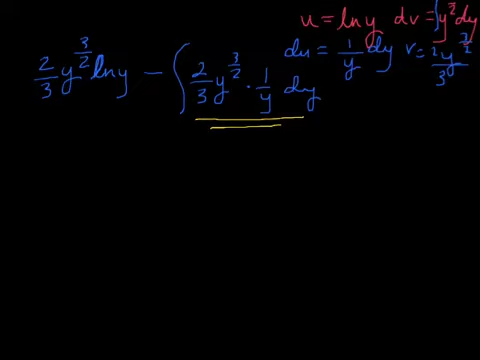 u = ln y dv = ∫y^½ dy
du = 1/y dy v = 2y^{3/2}/3
2/3 y^{3/2} ln y − ∫ 2/3 y^{3/2} · 1/y dy